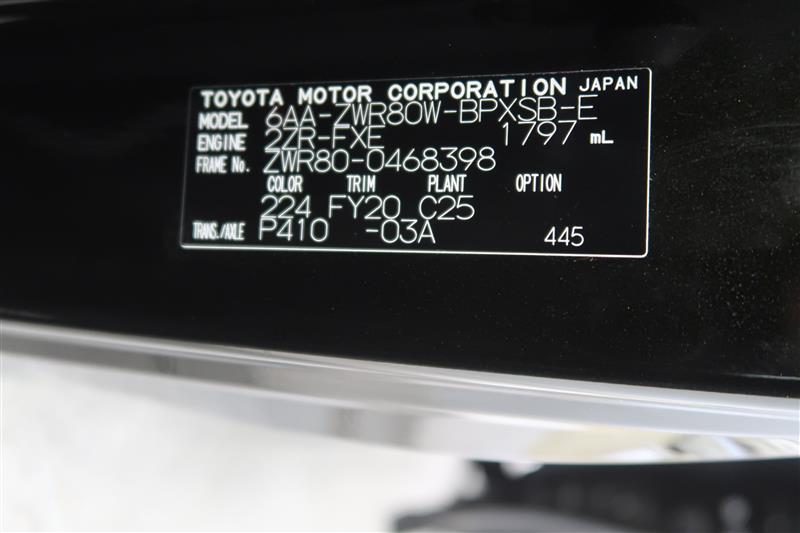 TOYOTA MOTOR CORPORATION JAPAN
MODEL 6AA-ZWR80W-BPXSB-E
ENGINE 2ZR-FXE 1797 mL
FRAME No. ZWR80-0468398
COLOR TRIM PLANT OPTION
224 FY20 C25
TRANS./AXLE P410 -03A 445